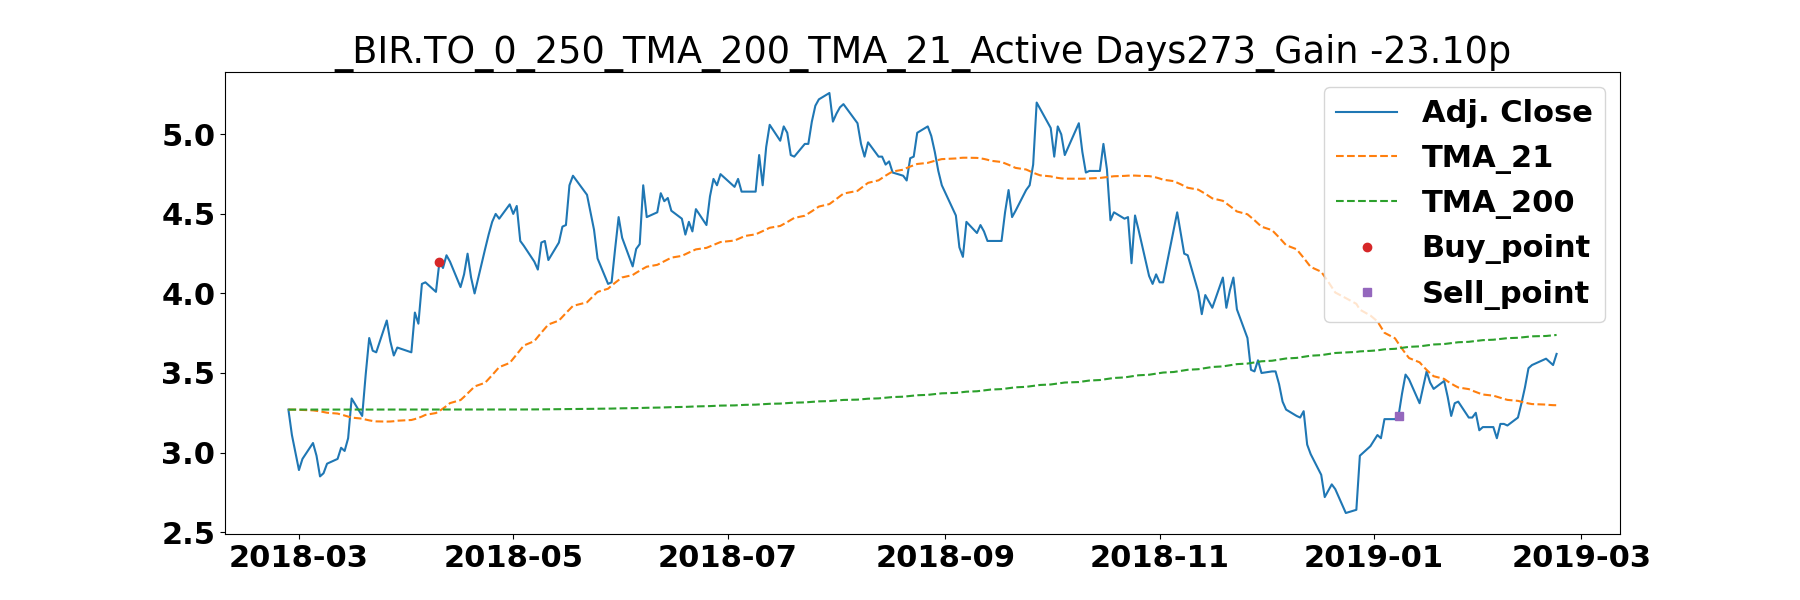 _BIR.TO_0_250_TMA_200_TMA_21_Active Days273_Gain -23.10p
5.0
4.5
4.0
3.5
3.0
2.5
Adj. Close
TMA_21
TMA_200
Buy_point
Sell_point
2018-03 2018-05 2018-07 2018-09 2018-11 2019-01 2019-03